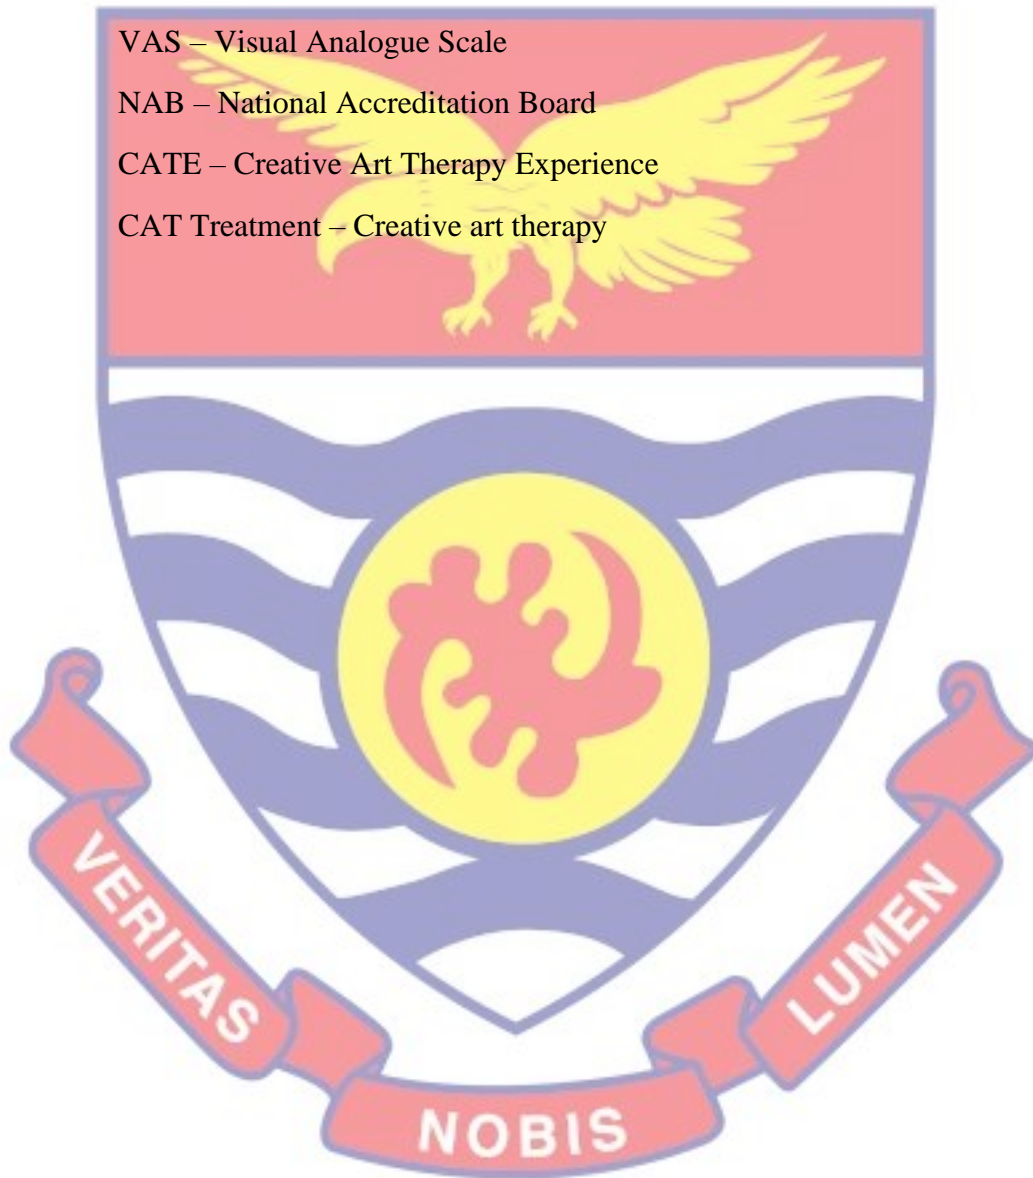 VAS – Visual Analogue Scale
NAB – National Accreditation Board
CATE – Creative Art Therapy Experience
CAT Treatment – Creative art therapy
VERITAS
NOBIS
LUMEN